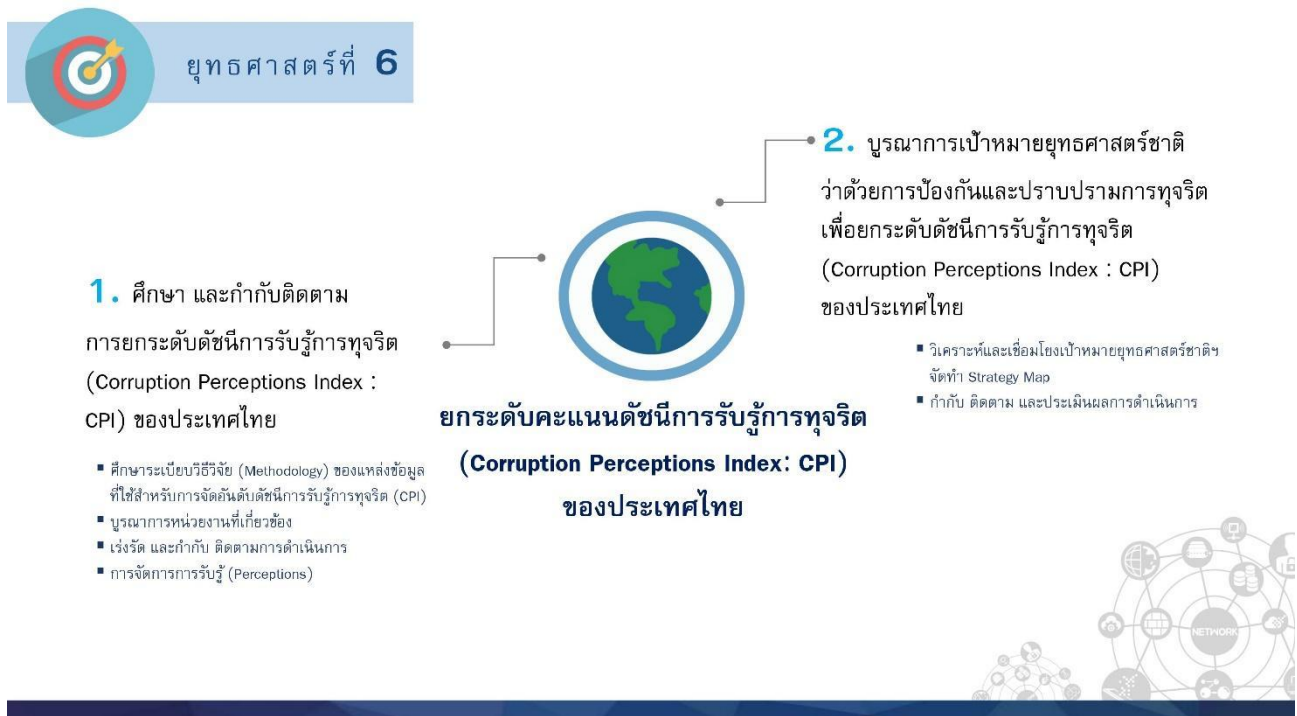 ยุทธศาสตร์ที่ 6
1. ศึกษา และกำกับติดตาม
การยกระดับดัชนีการรับรู้การทุจริต
(Corruption Perceptions Index :
CPI) ของประเทศไทย
▪ ศึกษาระเบียบวิธีวิจัย (Methodology) ของแหล่งข้อมูล
ที่ใช้สำหรับการจัดอันดับดัชนีการรับรู้การทุจริต (CPI)
▪ บูรณาการหน่วยงานที่เกี่ยวข้อง
▪ เร่งรัด และกำกับ ติดตามการดำเนินการ
▪ การจัดการการรับรู้ (Perceptions)
ยกระดับคะแนนดัชนีการรับรู้การทุจริต
(Corruption Perceptions Index: CPI)
ของประเทศไทย
2. บูรณาการเป้าหมายยุทธศาสตร์ชาติ
ว่าด้วยการป้องกันและปราบปรามการทุจริต
เพื่อยกระดับดัชนีการรับรู้การทุจริต
(Corruption Perceptions Index : CPI)
ของประเทศไทย
▪ วิเคราะห์และเชื่อมโยงเป้าหมายยุทธศาสตร์ชาติฯ
จัดทำ Strategy Map
▪ กำกับ ติดตาม และประเมินผลการดำเนินการ
NETWORK